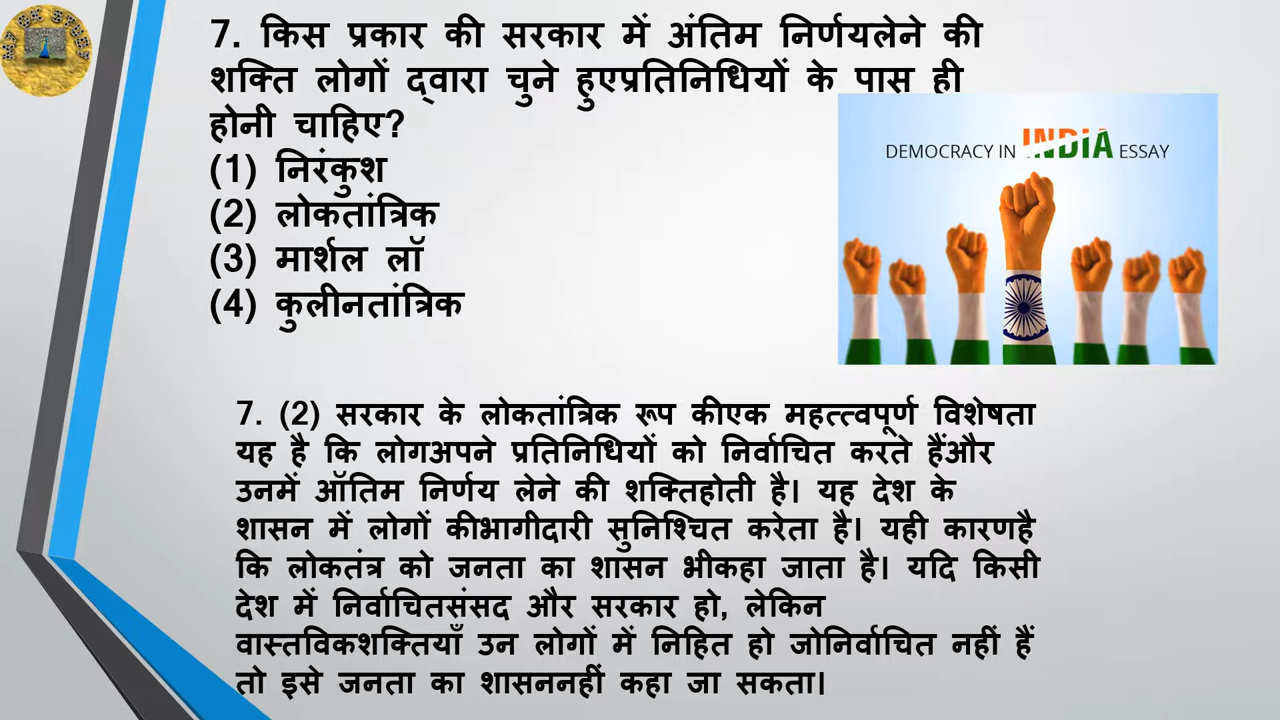 7. किस प्रकार की सरकार में अंतिम निर्णयलेने की
शक्ति लोगों द्वारा चुने हुएप्रतिनिधियों के पास ही
होनी चाहिए?
(1) निरंकुश
(2) लोकतांत्रिक
(3) मार्शल लॉ
(4) कुलीनतांत्रिक
DEMOCRACY IN INDIA ESSAY
7. (2) सरकार के लोकतांत्रिक रूप कीएक महत्त्वपूर्ण विशेषता
यह है कि लोगअपने प्रतिनिधियों को निर्वाचित करते हैंऔर
उनमें ऑतिम निर्णय लेने की शक्तिहोती है। यह देश के
शासन में लोगों कीभागीदारी सुनिश्चित करेता है। यही कारणहै
कि लोकतंत्र को जनता का शासन भीकहा जाता है। यदि किसी
देश में निर्वाचितसंसद और सरकार हो, लेकिन
वास्तविकशक्तियाँ उन लोगों में निहित हो जोनिर्वाचित नहीं हैं
तो इसे जनता का शासननहीं कहा जा सकता।